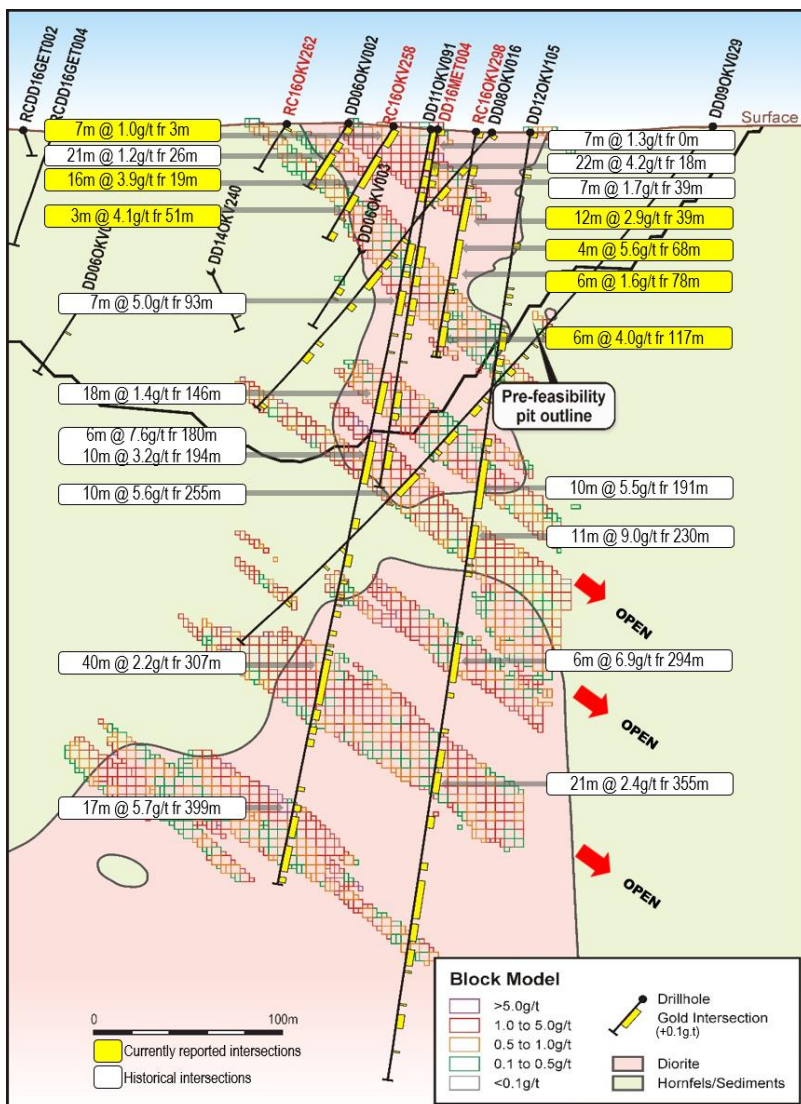 RCDD16GET002
RCDD16GET004
RC16OKV262
DD06OKV002
RC16OKV258
DD11OKV091
DD16MET004
RC16OKV298
DD08OKV016
DD12OKV105
DD09OKV029
Surface
7m @ 1.0g/t fr 3m
21m @ 1.2g/t fr 26m
16m @ 3.9g/t fr 19m
3m @ 4.1g/t fr 51m
7m @ 1.3g/t fr 0m
22m @ 4.2g/t fr 18m
7m @ 1.7g/t fr 39m
12m @ 2.9g/t fr 39m
4m @ 5.6g/t fr 68m
6m @ 1.6g/t fr 78m
6m @ 4.0g/t fr 117m
DD06OKV003
DD14OKV240
7m @ 5.0g/t fr 93m
18m @ 1.4g/t fr 146m
6m @ 7.6g/t fr 180m
10m @ 3.2g/t fr 194m
10m @ 5.6g/t fr 255m
Pre-feasibility
pit outline
10m @ 5.5g/t fr 191m
11m @ 9.0g/t fr 230m
OPEN
40m @ 2.2g/t fr 307m
6m @ 6.9g/t fr 294m
OPEN
17m @ 5.7g/t fr 399m
21m @ 2.4g/t fr 355m
OPEN
0 100m
Currently reported intersections
Historical intersections
Block Model
>5.0g/t
1.0 to 5.0g/t
0.5 to 1.0g/t
0.1 to 0.5g/t
<0.1g/t
Drillhole
Gold Intersection
(+0.1g.t)
Diorite
Hornfels/Sediments